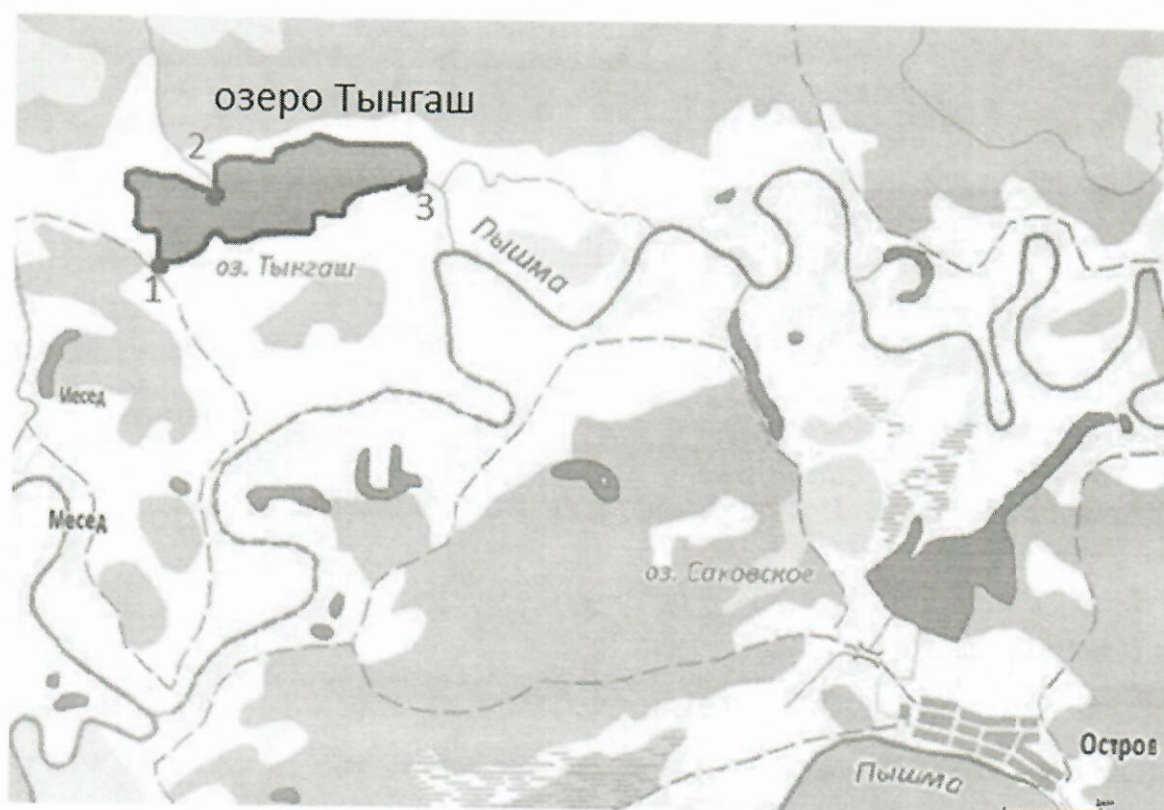 озеро Тынгаш
2
3
Пышма
оз. Тынгаш
1
Месед
Месед
оз. Саковское
Остров
Пышма